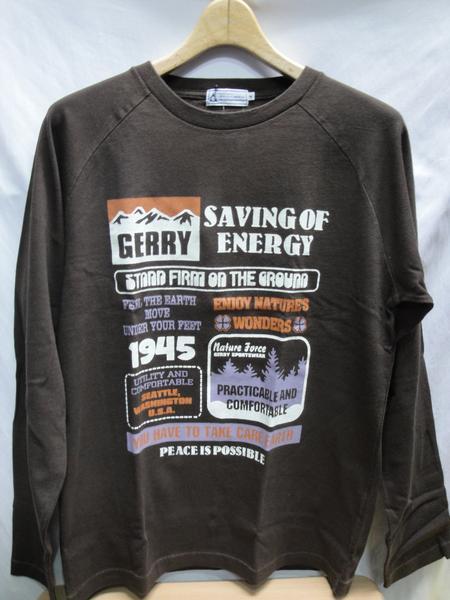 GERRY
SAVING OF
ENERGY
STAND FIRM ON THE GROUND
FEEL THE EARTH
MOVE
UNDER YOUR FEET
ENJOY NATURES
WONDERS
1945
UTILITY AND
COMFORTABLE
SEATTLE,
WASHINGTON
U.S.A.
Nature Force
GERRY SPORTSWEAR
PRACTICABLE AND
COMFORTABLE
YOU HAVE TO TAKE CARE EARTH
PEACE IS POSSIBLE